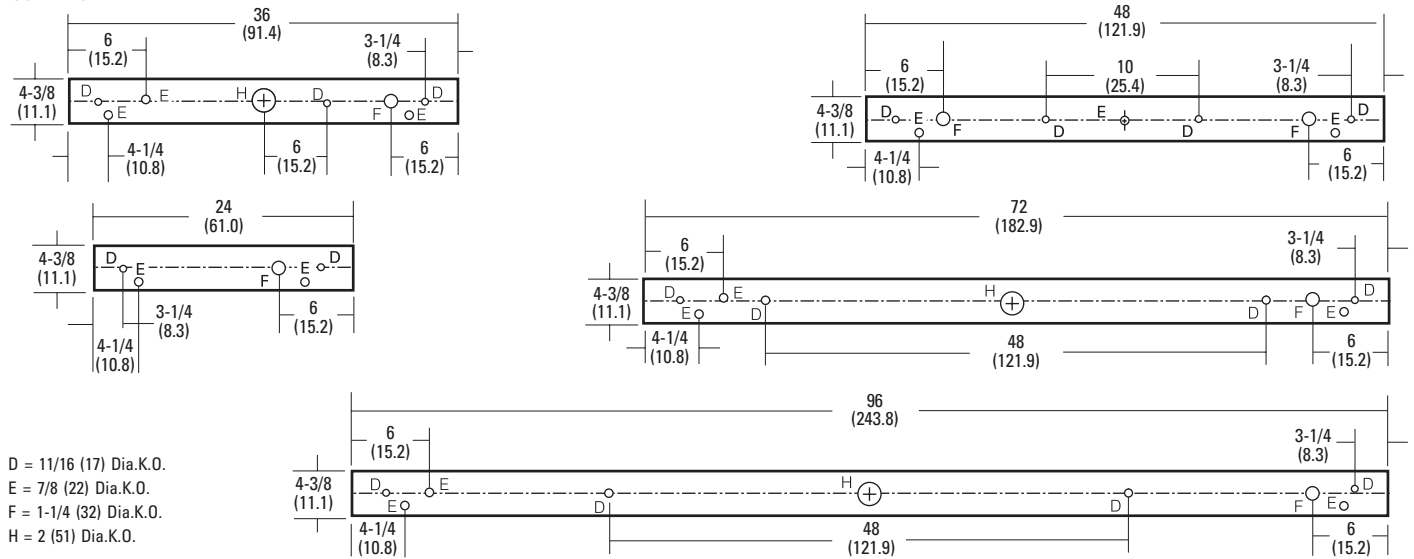 36
(91.4)
6
(15.2)
3-1/4
(8.3)
4-3/8
(11.1)
D
E
E
H
D
F
E
D
4-1/4
(10.8)
6
(15.2)
6
(15.2)
48
(121.9)
6
(15.2)
10
(25.4)
3-1/4
(8.3)
4-3/8
(11.1)
D
E
F
D
E
D
F
E
D
4-1/4
(10.8)
6
(15.2)
24
(61.0)
4-3/8
(11.1)
D
E
F
E
D
3-1/4
(8.3)
4-1/4
(10.8)
6
(15.2)
72
(182.9)
6
(15.2)
3-1/4
(8.3)
4-3/8
(11.1)
D
E
E
D
H
D
F
E
D
4-1/4
(10.8)
48
(121.9)
6
(15.2)
96
(243.8)
6
(15.2)
3-1/4
(8.3)
4-3/8
(11.1)
D
E
E
D
H
D
F
E
D
4-1/4
(10.8)
48
(121.9)
6
(15.2)
D = 11/16 (17) Dia.K.O.
E = 7/8 (22) Dia.K.O.
F = 1-1/4 (32) Dia.K.O.
H = 2 (51) Dia.K.O.